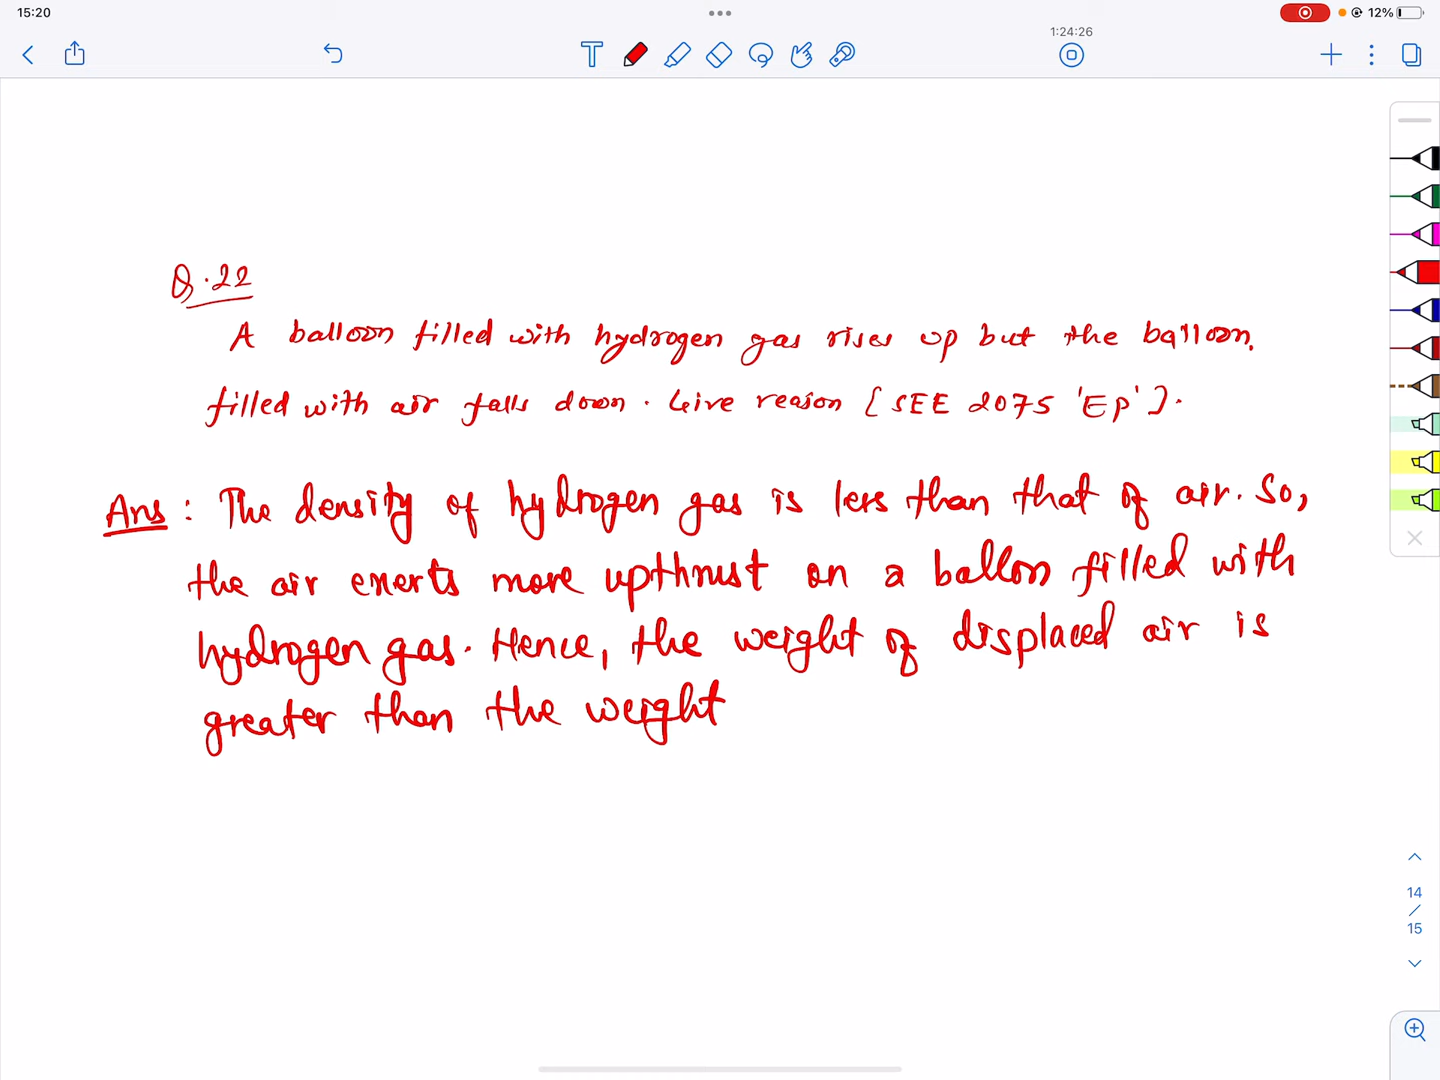 15:20
12%
1:24:26
Q.22
A balloon filled with hydrogen gas rises up but the balloon.
filled with air falls down. Give reason [SEE 2075 'EP'].
Ans: The density of hydrogen gas is less than that of air. So,
the air exerts more upthrust on a ballon filled with
hydrogen gas. Hence, the weight of displaced air is
greater than the weight
14
/
15